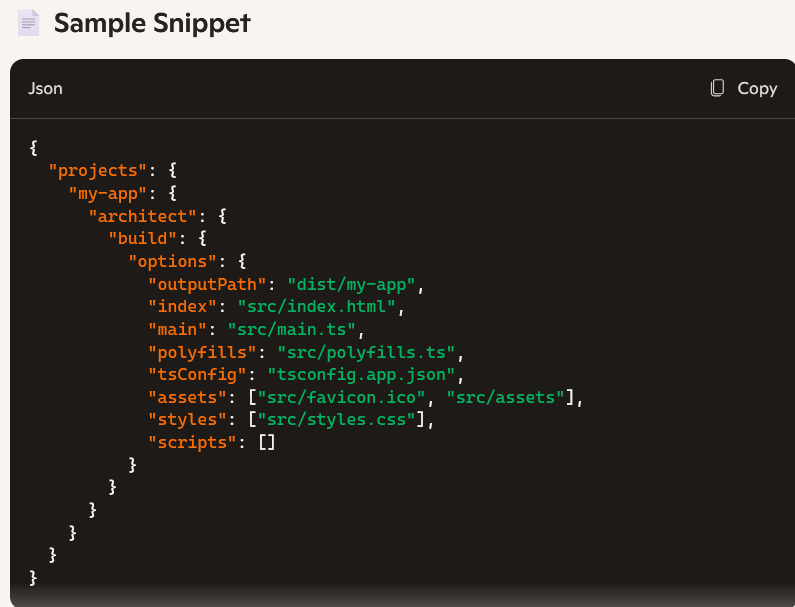 Sample Snippet
Json Copy
{
  "projects": {
    "my-app": {
      "architect": {
        "build": {
          "options": {
            "outputPath": "dist/my-app",
            "index": "src/index.html",
            "main": "src/main.ts",
            "polyfills": "src/polyfills.ts",
            "tsConfig": "tsconfig.app.json",
            "assets": ["src/favicon.ico", "src/assets"],
            "styles": ["src/styles.css"],
            "scripts": []
          }
        }
      }
    }
  }
}